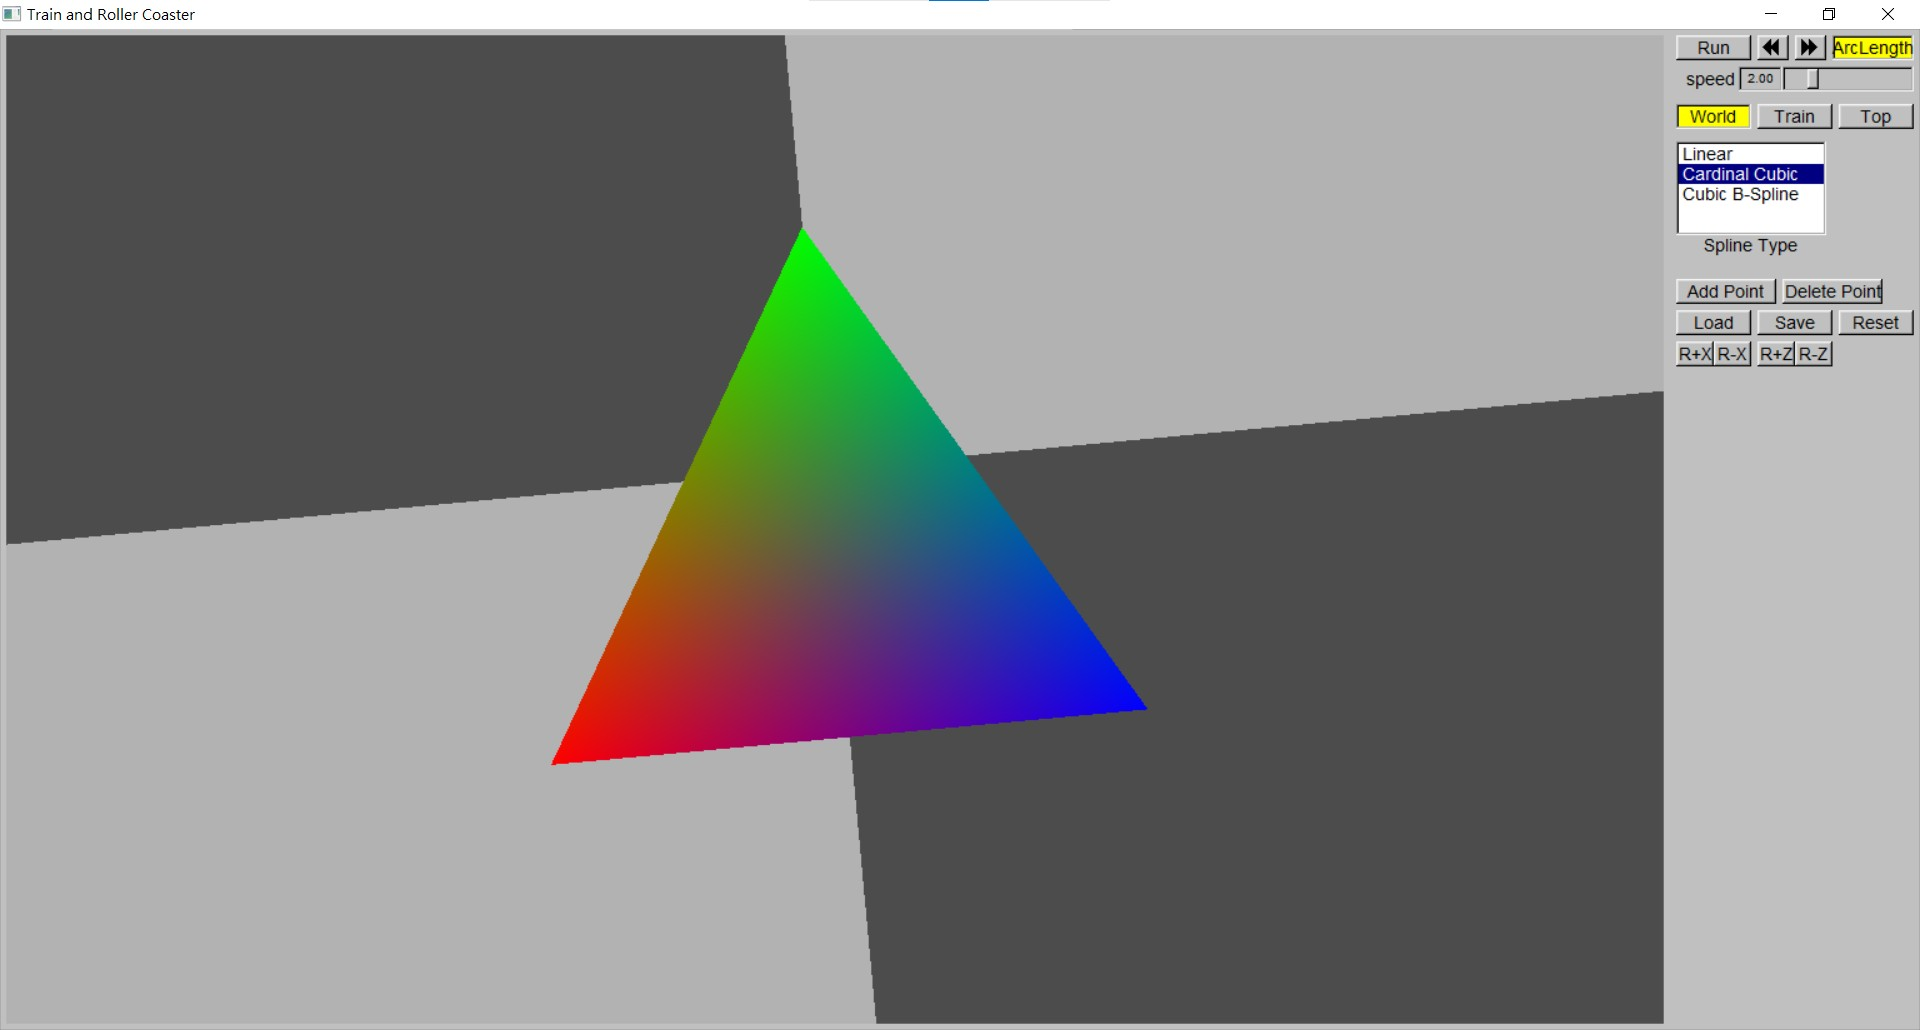 Train and Roller Coaster
Run ArcLength
speed 2.00
World Train Top
Linear
Cardinal Cubic
Cubic B-Spline
Spline Type
Add Point Delete Point
Load Save Reset
R+X R-X R+Z R-Z